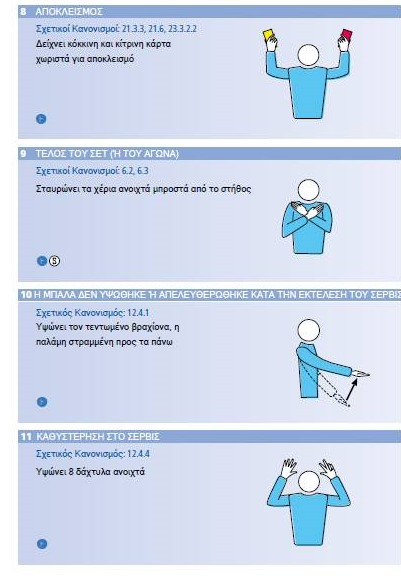 8 ΑΠΟΚΛΕΙΣΜΟΣ
Σχετικοί Κανονισμοί: 21.3.3, 21.6, 23.3.2.2
Δείχνει κόκκινη και κίτρινη κάρτα
χωριστά για αποκλεισμό
9 ΤΕΛΟΣ ΤΟΥ ΣΕΤ (Ή ΤΟΥ ΑΓΩΝΑ)
Σχετικοί Κανονισμοί: 6.2, 6.3
Σταυρώνει τα χέρια ανοιχτά μπροστά από το στήθος
S
10 Η ΜΠΑΛΑ ΔΕΝ ΥΨΩΘΗΚΕ Ή ΑΠΕΛΕΥΘΕΡΩΘΗΚΕ ΚΑΤΑ ΤΗΝ ΕΚΤΕΛΕΣΗ ΤΟΥ ΣΕΡΒΙΣ
Σχετικός Κανονισμός: 12.4.1
Υψώνει τον τεντωμένο βραχίονα, η
παλάμη στραμμένη προς τα πάνω
11 ΚΑΘΥΣΤΕΡΗΣΗ ΣΤΟ ΣΕΡΒΙΣ
Σχετικός Κανονισμός: 12.4.4
Υψώνει 8 δάχτυλα ανοιχτά